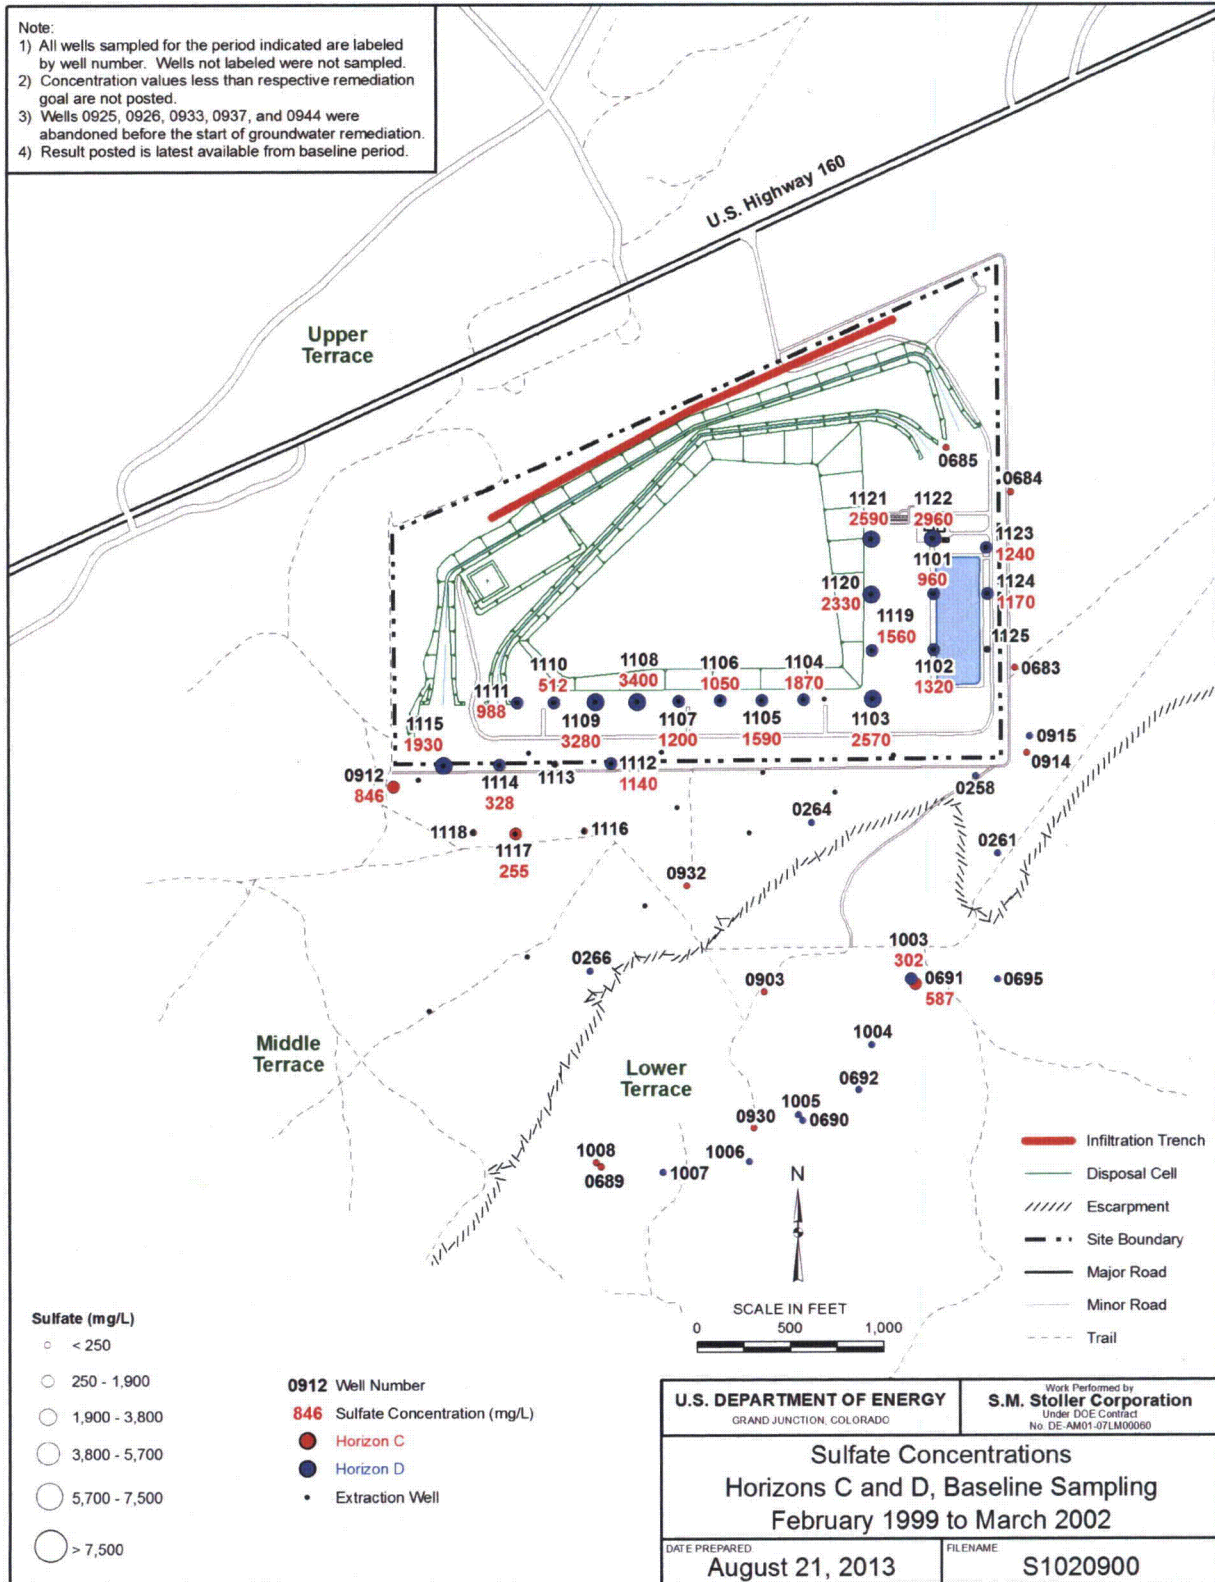 Note:
1) All wells sampled for the period indicated are labeled
by well number. Wells not labeled were not sampled.
2) Concentration values less than respective remediation
goal are not posted.
3) Wells 0925, 0926, 0933, 0937, and 0944 were
abandoned before the start of groundwater remediation.
4) Result posted is latest available from baseline period.
U.S. Highway 160
Upper
Terrace
0685
0684
1121
2590
1122
2960
1123
1240
1101
960
1124
1170
1120
2330
1119
1560
1125
1102
1320
0683
1110
512
1108
3400
1106
1050
1104
1870
1111
988
1109
3280
1107
1200
1105
1590
1103
2570
1115
1930
0915
0914
0912
846
1114
328
1113
1112
1140
0258
0264
0261
1118
1117
255
1116
0932
1003
302
0691
587
0695
0266
0903
Middle
Terrace
Lower
Terrace
1004
0692
1005
0690
0930
1006
1008
0689
1007
N
SCALE IN FEET
0 500 1,000
Infiltration Trench
Disposal Cell
Escarpment
Site Boundary
Major Road
Minor Road
Trail
Sulfate (mg/L)
< 250
250 - 1,900
1,900 - 3,800
3,800 - 5,700
5,700 - 7,500
> 7,500
0912 Well Number
846 Sulfate Concentration (mg/L)
Horizon C
Horizon D
Extraction Well
U.S. DEPARTMENT OF ENERGY
GRAND JUNCTION, COLORADO
Work Performed by
S.M. Stoller Corporation
Under DOE Contract
No. DE-AM01-07LM00060
Sulfate Concentrations
Horizons C and D, Baseline Sampling
February 1999 to March 2002
DATE PREPARED
August 21, 2013
FILENAME
S1020900